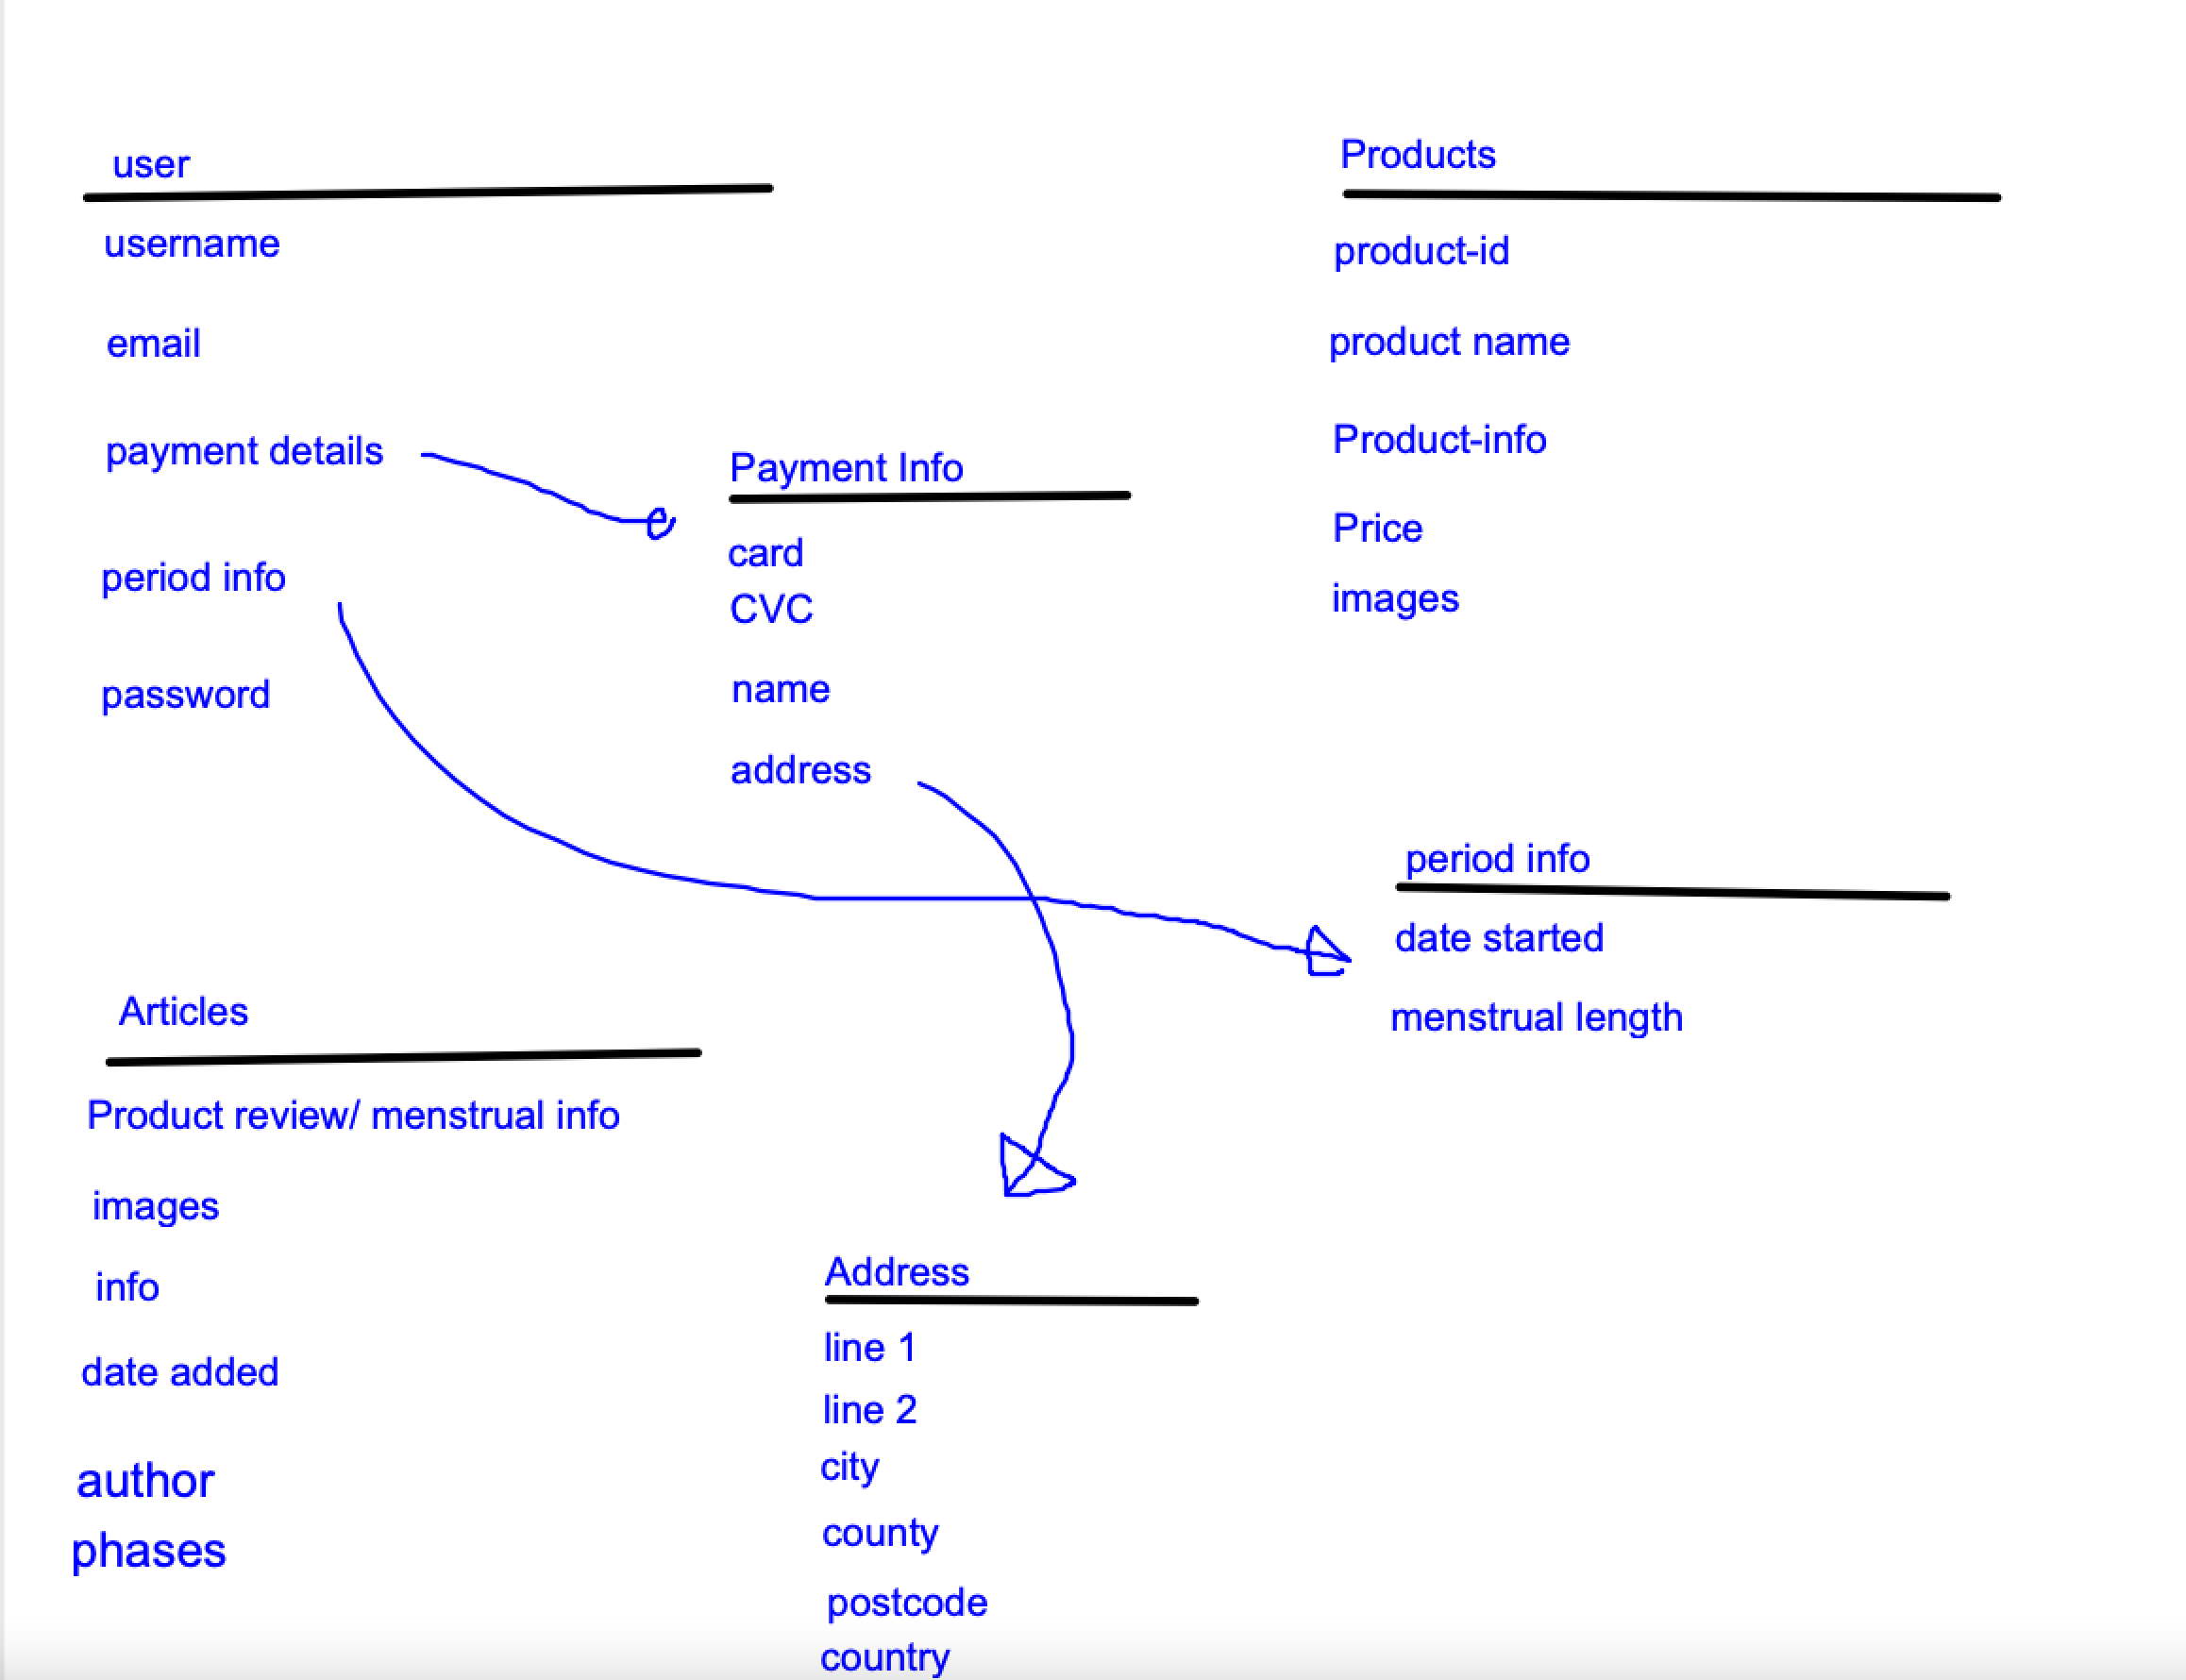 user
username
email
payment details
period info
password
Payment Info
card
CVC
name
address
Products
product-id
product name
Product-info
Price
images
period info
date started
menstrual length
Articles
Product review/ menstrual info
images
info
date added
author
phases
Address
line 1
line 2
city
county
postcode
country